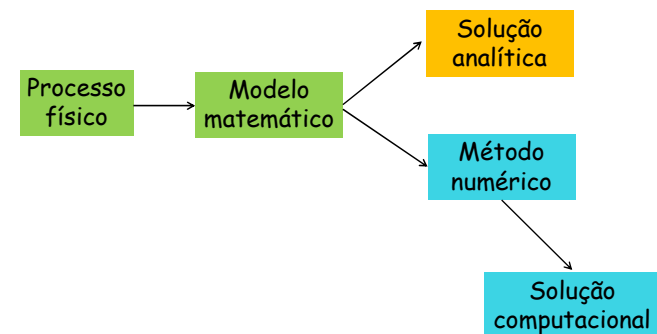 Processo
físico
Modelo
matemático
Solução
analítica
Método
numérico
Solução
computacional